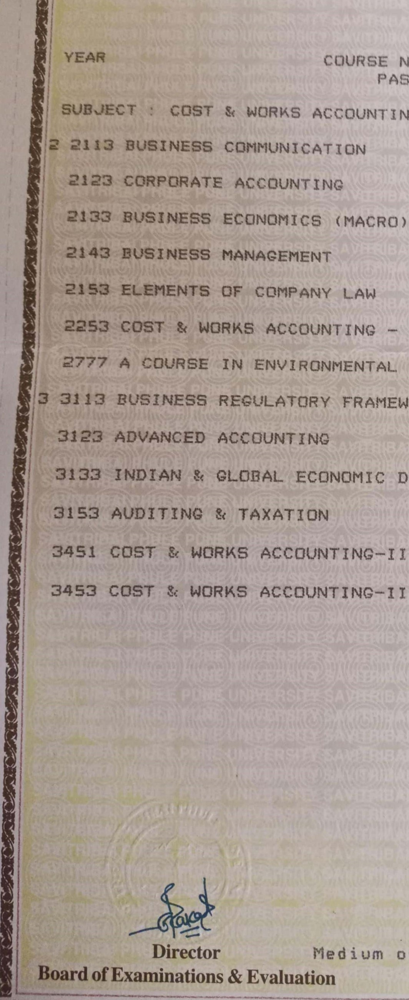 YEAR COURSE N
PAS
SUBJECT : COST & WORKS ACCOUNTIN
2 2113 BUSINESS COMMUNICATION
2123 CORPORATE ACCOUNTING
2133 BUSINESS ECONOMICS (MACRO)
2143 BUSINESS MANAGEMENT
2153 ELEMENTS OF COMPANY LAW
2253 COST & WORKS ACCOUNTING -
2777 A COURSE IN ENVIRONMENTAL
3 3113 BUSINESS REGULATORY FRAMEW
3123 ADVANCED ACCOUNTING
3133 INDIAN & GLOBAL ECONOMIC D
3153 AUDITING & TAXATION
3451 COST & WORKS ACCOUNTING-II
3453 COST & WORKS ACCOUNTING-II
Director Medium o
Board of Examinations & Evaluation